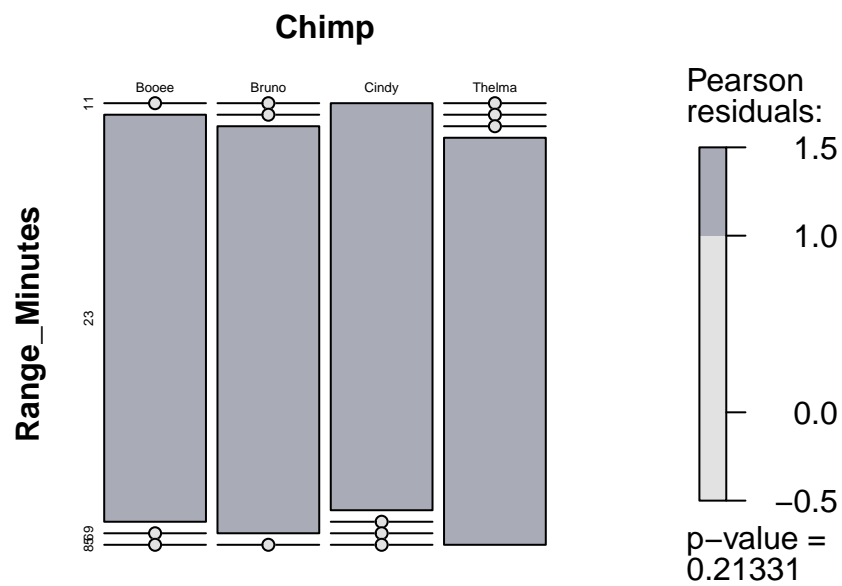 Chimp
Booee Bruno Cindy Thelma
Range_Minutes
11
23
Pearson
residuals:
1.5
1.0
0.0
−0.5
p−value =
0.21331